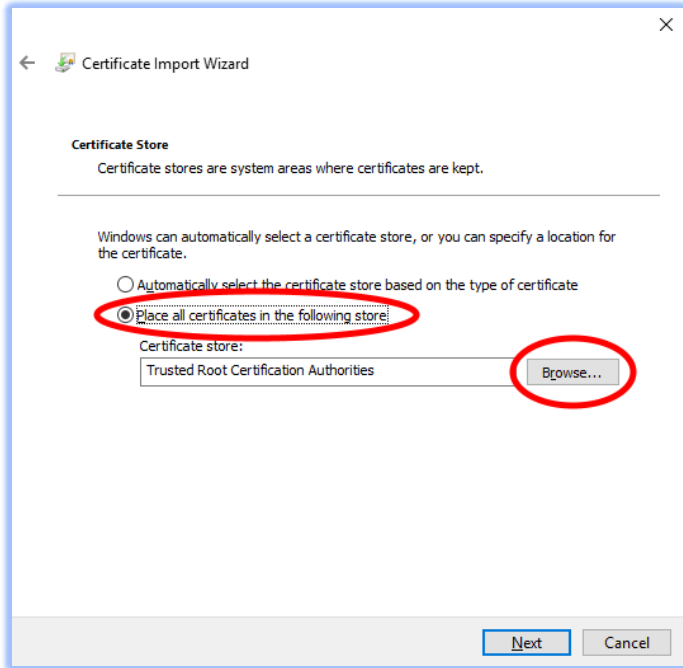 Certificate Import Wizard
Certificate Store
Certificate stores are system areas where certificates are kept.
Windows can automatically select a certificate store, or you can specify a location for
the certificate.
Automatically select the certificate store based on the type of certificate
Place all certificates in the following store
Certificate store:
Trusted Root Certification Authorities
Browse...
Next
Cancel